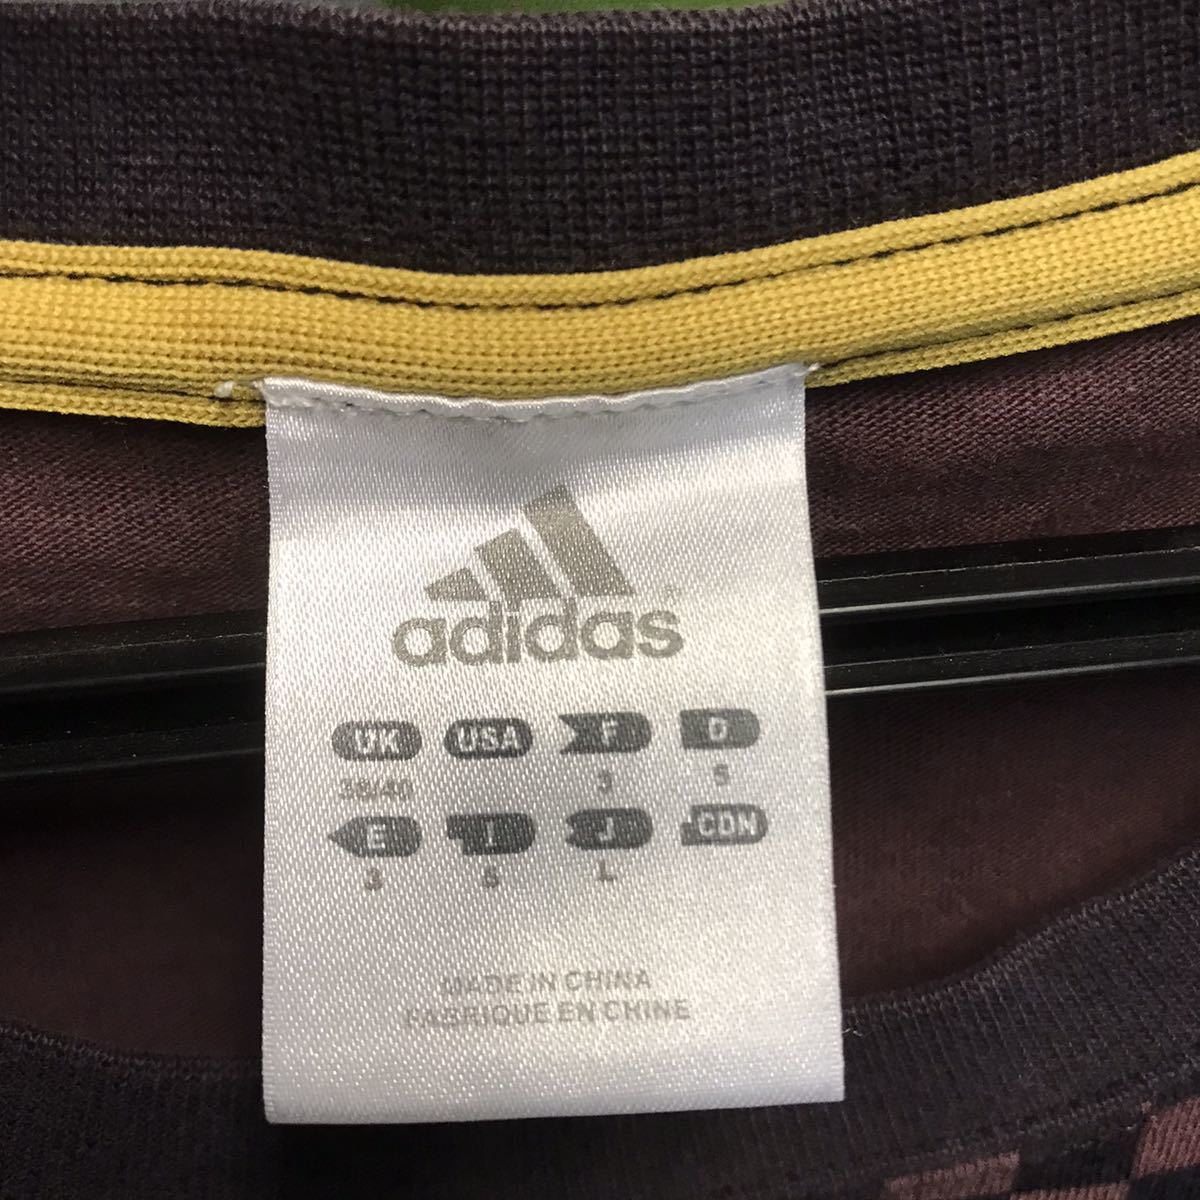 adidas
UK USA F D
38/40 3 5
E I J CDN
3 5 L
MADE IN CHINA
FABRIQUE EN CHINE